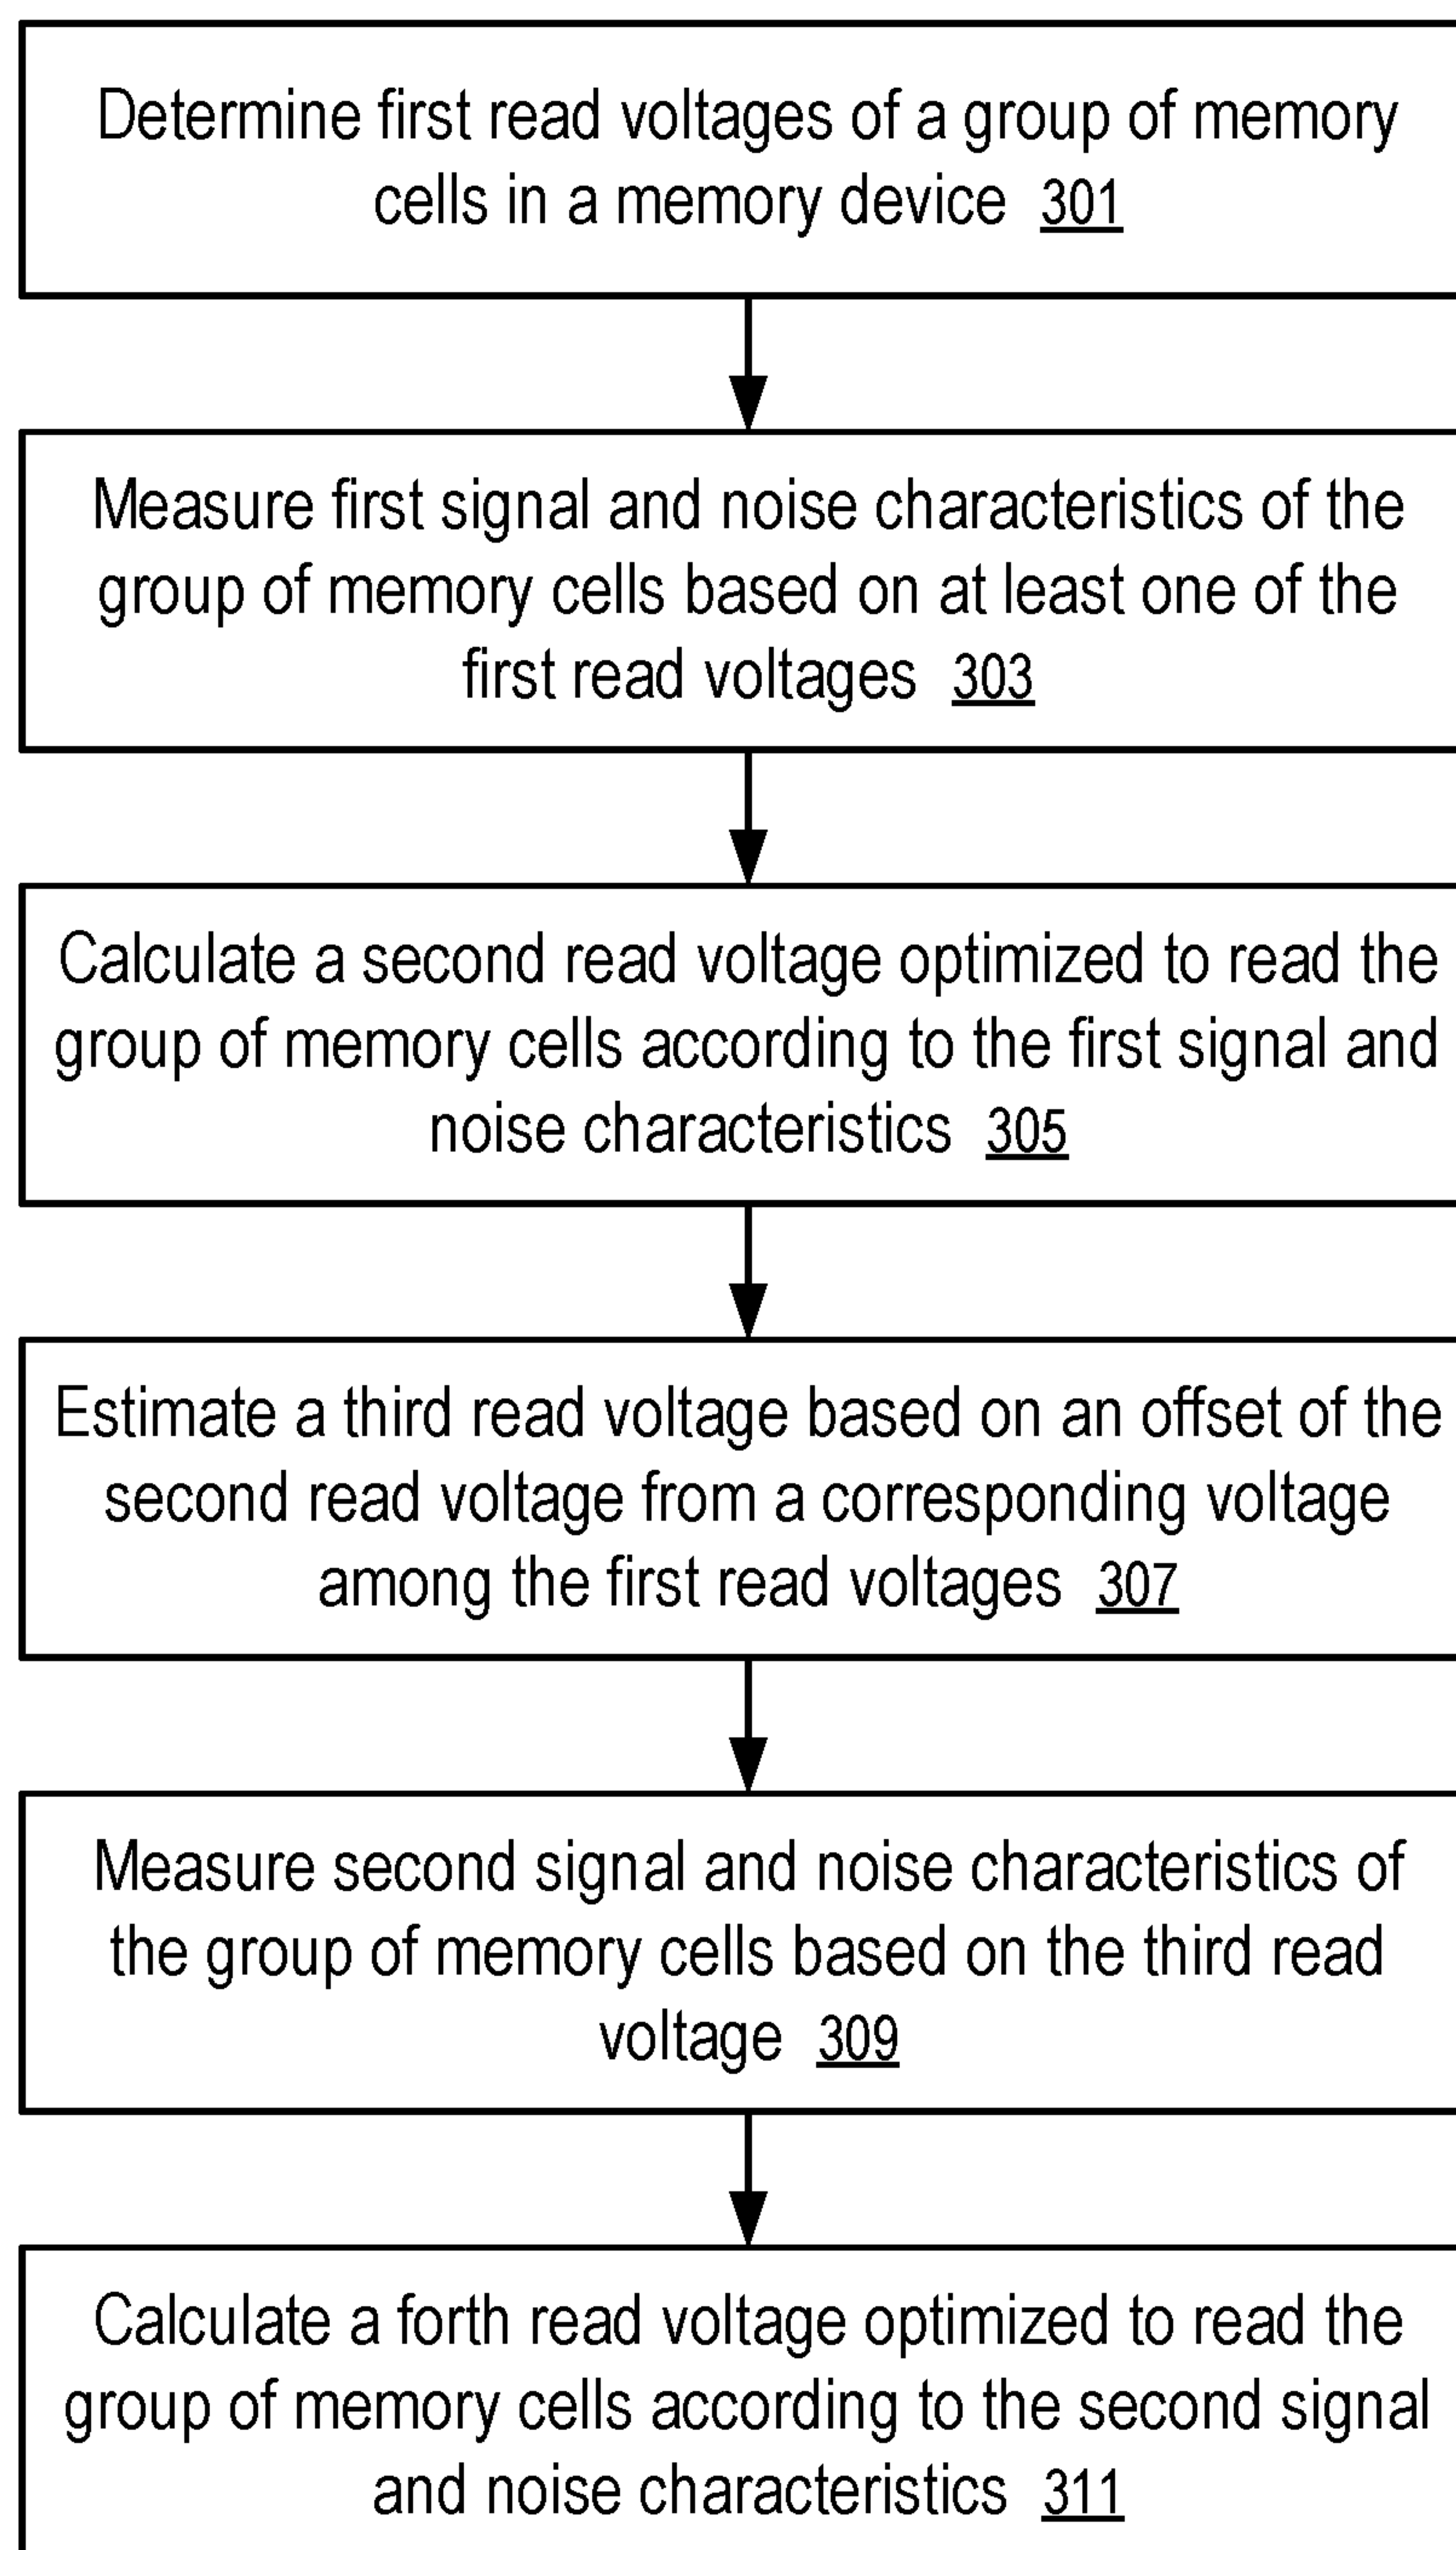 Determine first read voltages of a group of memory
cells in a memory device 301
Measure first signal and noise characteristics of the
group of memory cells based on at least one of the
first read voltages 303
Calculate a second read voltage optimized to read the
group of memory cells according to the first signal and
noise characteristics 305
Estimate a third read voltage based on an offset of the
second read voltage from a corresponding voltage
among the first read voltages 307
Measure second signal and noise characteristics of
the group of memory cells based on the third read
voltage 309
Calculate a forth read voltage optimized to read the
group of memory cells according to the second signal
and noise characteristics 311